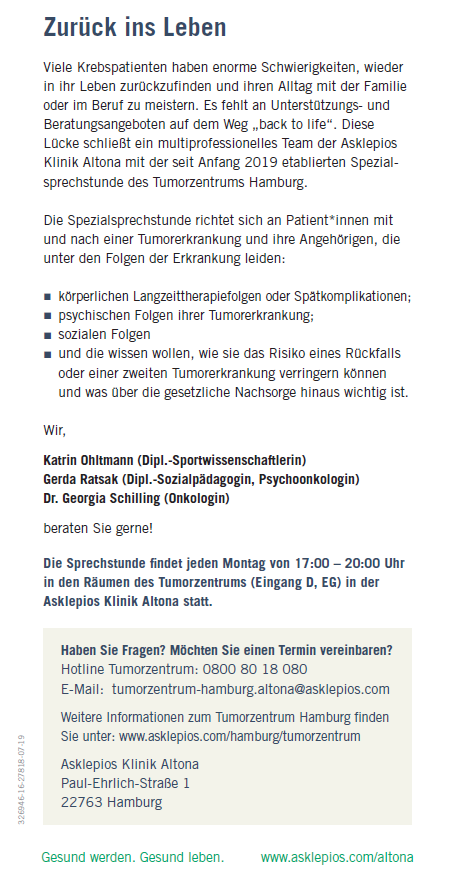 Zurück ins Leben
Viele Krebspatienten haben enorme Schwierigkeiten, wieder
in ihr Leben zurückzufinden und ihren Alltag mit der Familie
oder im Beruf zu meistern. Es fehlt an Unterstützungs- und
Beratungsangeboten auf dem Weg „back to life“. Diese
Lücke schließt ein multiprofessionelles Team der Asklepios
Klinik Altona mit der seit Anfang 2019 etablierten Spezial-
sprechstunde des Tumorzentrums Hamburg.
Die Spezialsprechstunde richtet sich an Patient*innen mit
und nach einer Tumorerkrankung und ihre Angehörigen, die
unter den Folgen der Erkrankung leiden:
■ körperlichen Langzeittherapiefolgen oder Spätkomplikationen;
■ psychischen Folgen ihrer Tumorerkrankung;
■ sozialen Folgen
■ und die wissen wollen, wie sie das Risiko eines Rückfalls
oder einer zweiten Tumorerkrankung verringern können
und was über die gesetzliche Nachsorge hinaus wichtig ist.
Wir,
Katrin Ohltmann (Dipl.-Sportwissenschaftlerin)
Gerda Ratsak (Dipl.-Sozialpädagogin, Psychoonkologin)
Dr. Georgia Schilling (Onkologin)
beraten Sie gerne!
Die Sprechstunde findet jeden Montag von 17:00 – 20:00 Uhr
in den Räumen des Tumorzentrums (Eingang D, EG) in der
Asklepios Klinik Altona statt.
Haben Sie Fragen? Möchten Sie einen Termin vereinbaren?
Hotline Tumorzentrum: 0800 80 18 080
E-Mail: tumorzentrum-hamburg.altona@asklepios.com
Weitere Informationen zum Tumorzentrum Hamburg finden
Sie unter: www.asklepios.com/hamburg/tumorzentrum
Asklepios Klinik Altona
Paul-Ehrlich-Straße 1
22763 Hamburg
326946-16-27818-07-19
Gesund werden. Gesund leben. www.asklepios.com/altona